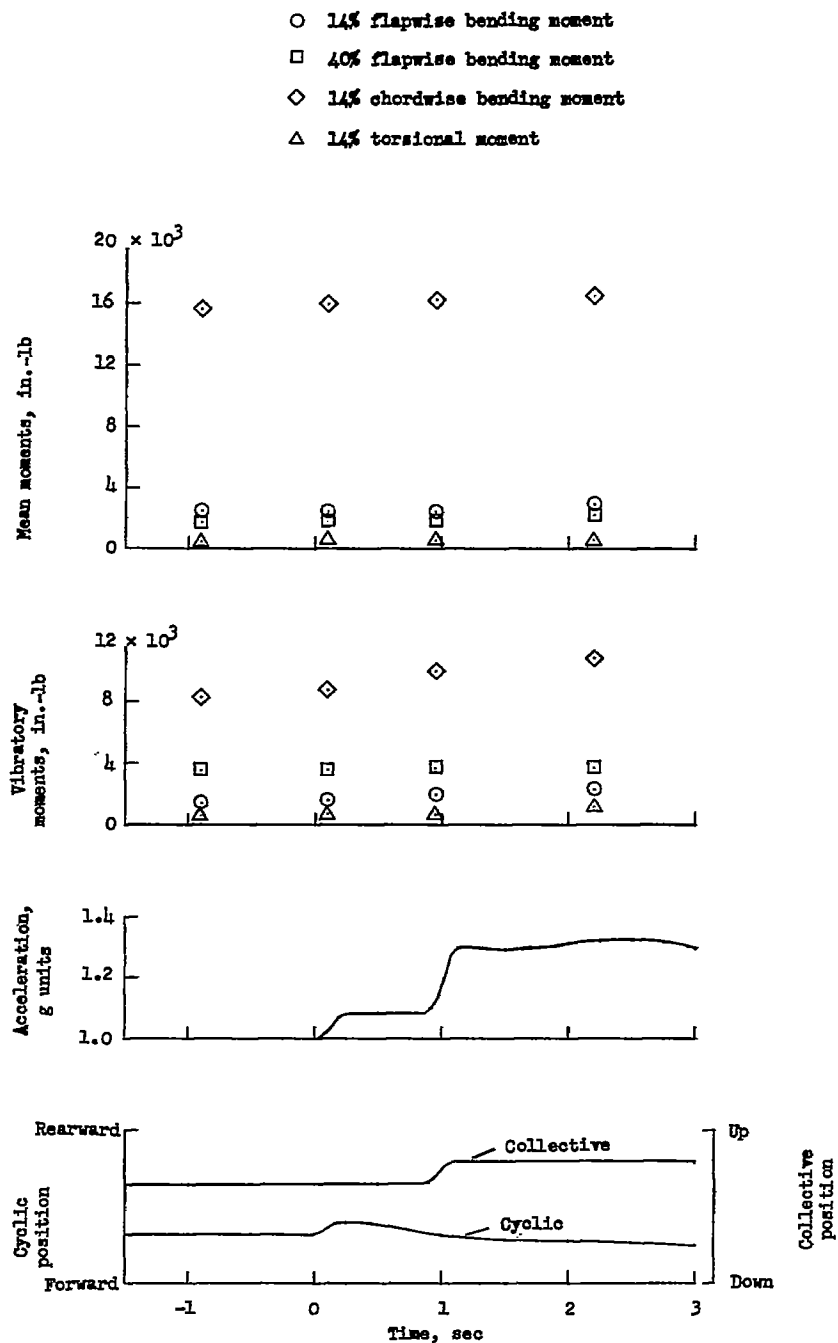 14% flapwise bending moment
40% flapwise bending moment
14% chordwise bending moment
14% torsional moment
20 × 10³
16
12
8
4
0
Mean moments, in.-lb
12 × 10³
8
4
0
Vibratory
moments, in.-lb
1.4
1.2
1.0
Acceleration,
g units
Rearward
Forward
Cyclic
position
Collective
Cyclic
Up
Down
Collective
position
-1
0
1
2
3
Time, sec